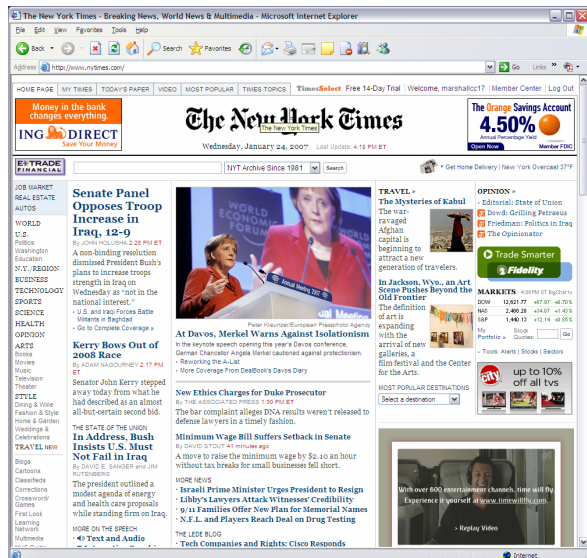 The New York Times - Breaking News, World News & Multimedia - Microsoft Internet Explorer
File Edit View Favorites Tools Help
Back Search Favorites
Address http://www.nytimes.com/ Go Links
HOME PAGE MY TIMES TODAY'S PAPER VIDEO MOST POPULAR TIMES TOPICS TimesSelect Free 14-Day Trial Welcome, marshallcc17 Member Center Log Out
Money in the bank changes everything.
ING DIRECT
Save Your Money
The New York Times
The New York Times
Wednesday, January 24, 2007 Last Update: 4:18 PM ET
The Orange Savings Account
4.50%
Annual Percentage Yield
Open Now Member FDIC
E*TRADE FINANCIAL
NYT Archive Since 1981 Search
Get Home Delivery | New York Overcast 37°F
JOB MARKET
REAL ESTATE
AUTOS
WORLD
U.S.
Politics
Washington
Education
N.Y./REGION
BUSINESS
TECHNOLOGY
SPORTS
SCIENCE
HEALTH
OPINION
ARTS
Books
Movies
Music
Television
Theater
STYLE
Dining & Wine
Fashion & Style
Home & Garden
Weddings &
Celebrations
TRAVEL NEW
Blogs
Cartoons
Classifieds
Corrections
Crossword/
Games
First Look
Learning
Network
Multimedia
Senate Panel
Opposes Troop
Increase in
Iraq, 12-9
By JOHN HOLUSHA 2:26 PM ET
A non-binding resolution
dismissed President Bush's
plans to increase troops
strength in Iraq on
Wednesday as "not in the
national interest."
U.S. and Iraqi Forces Battle
Militants in Baghdad
Go to Complete Coverage »
Kerry Bows Out of
2008 Race
By ADAM NAGOURNEY 2:17 PM
ET
Senator John Kerry stepped
away today from what he
had described as an almost
all-but-certain second bid.
THE STATE OF THE UNION
In Address, Bush
Insists U.S. Must
Not Fail in Iraq
By DAVID E. SANGER and JIM
RUTENBERG
The president outlined a
modest agenda of energy
and health care proposals
while standing firm on Iraq.
MORE ON THE SPEECH
Text and Audio
WORLD
ECONOMIC
FORUM
Annual Meeting 2007
Peter Klaunzer/European Pressphoto Agency
At Davos, Merkel Warns Against Isolationism
In the keynote speech opening this year's Davos conference,
German Chancellor Angela Merkel cautioned against protectionism.
Reworking the A-List
More Coverage From DealBook's Davos Diary
New Ethics Charges for Duke Prosecutor
By THE ASSOCIATED PRESS 1:30 PM ET
The bar complaint alleges DNA results weren't released to
defense lawyers in a timely fashion.
Minimum Wage Bill Suffers Setback in Senate
By DAVID STOUT 41 minutes ago
A move to raise the minimum wage by $2.10 an hour
without tax breaks for small businesses fell short.
MORE NEWS
Israeli Prime Minister Urges President to Resign
Libby's Lawyers Attack Witnesses' Credibility
9/11 Families Offer New Plan for Memorial Names
N.F.L. and Players Reach Deal on Drug Testing
THE LEDE BLOG
Tech Companies and Rights: Cisco Responds
TRAVEL »
The Mysteries of Kabul
The war-
ravaged
Afghan
capital is
beginning to
attract a new
generation of travelers.
In Jackson, Wyo., an Art
Scene Pushes Beyond the
Old Frontier
The definition
of art is
expanding
with the
arrival of new
galleries, a
film festival and the Center
for the Arts.
MOST POPULAR DESTINATIONS
Select a destination
OPINION »
Editorial: State of Union
Dowd: Grilling Petraeus
Friedman: Politics in Iraq
The Opinionator
Trade Smarter
Fidelity
MARKETS
DOW 12,621.77 +87.97 +0.70%
NAS 2,466.28 +34.87 +1.43%
S&P 1,440.13 +12.14 +0.85%
My Portfolio » Stock Quotes Go
Tools: Alerts | Stocks | Sectors
circuit city
up to 10%
off all tvs
With over 600 entertainment channels, time will fly.
Experience it yourself at www.timewillfly.com.
> Replay Video
Internet